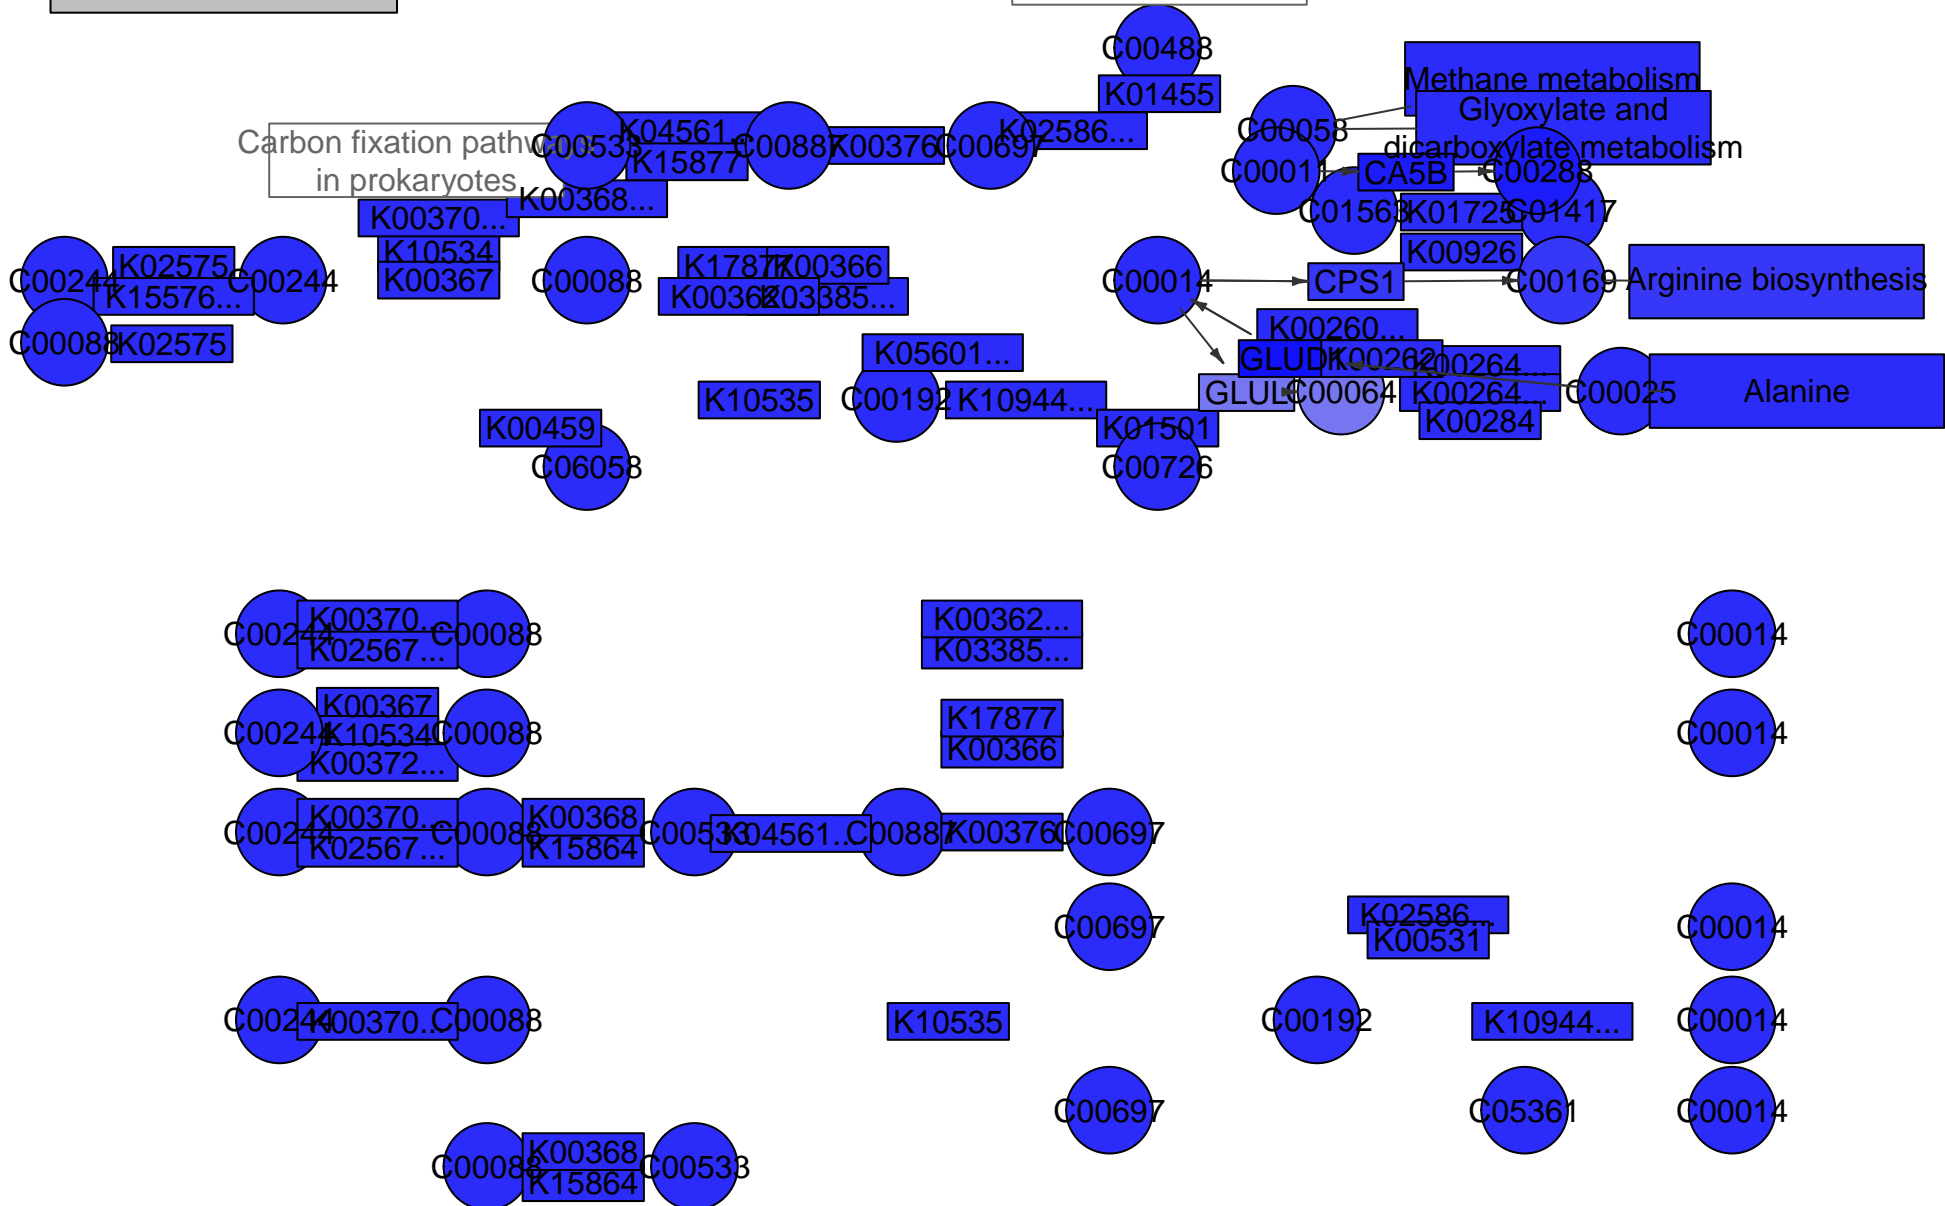 C00488
Methane metabolism
K01455
Glyoxylate and
C00058
K04561...
K02586...
Carbon fixation pathways
C00533
C00887
K00376
C00697
dicarboxylate metabolism
K15877
C00011
CA5B
C00288
in prokaryotes
K00368...
K00370...
C01563
K01725
C01417
K10534
K00926
K02575
K17877
K00366
C00244
C00244
K00367
C00088
C00014
CPS1
C00169
Arginine biosynthesis
K15576...
K00362...
K03385...
K00260...
C00088
K02575
K05601...
K00262
K00264...
K10535
C00192
K10944...
GLUL
C00064
K00264...
C00025
Alanine
K00459
K01501
K00284
C06058
C00726
K00370...
K00362...
C00244
C00088
C00014
K02567...
K03385...
K00367
K17877
C00244
K10534
C00088
C00014
K00372...
K00366
K00370...
K00368
C00244
C00088
C00533
K04561...
C00887
K00376
C00697
K02567...
K15864
K02586...
C00697
C00014
K00531
C00244
K00370...
C00088
K10535
C00192
K10944...
C00014
C00697
C05361
C00014
K00368
C00088
C00533
K15864